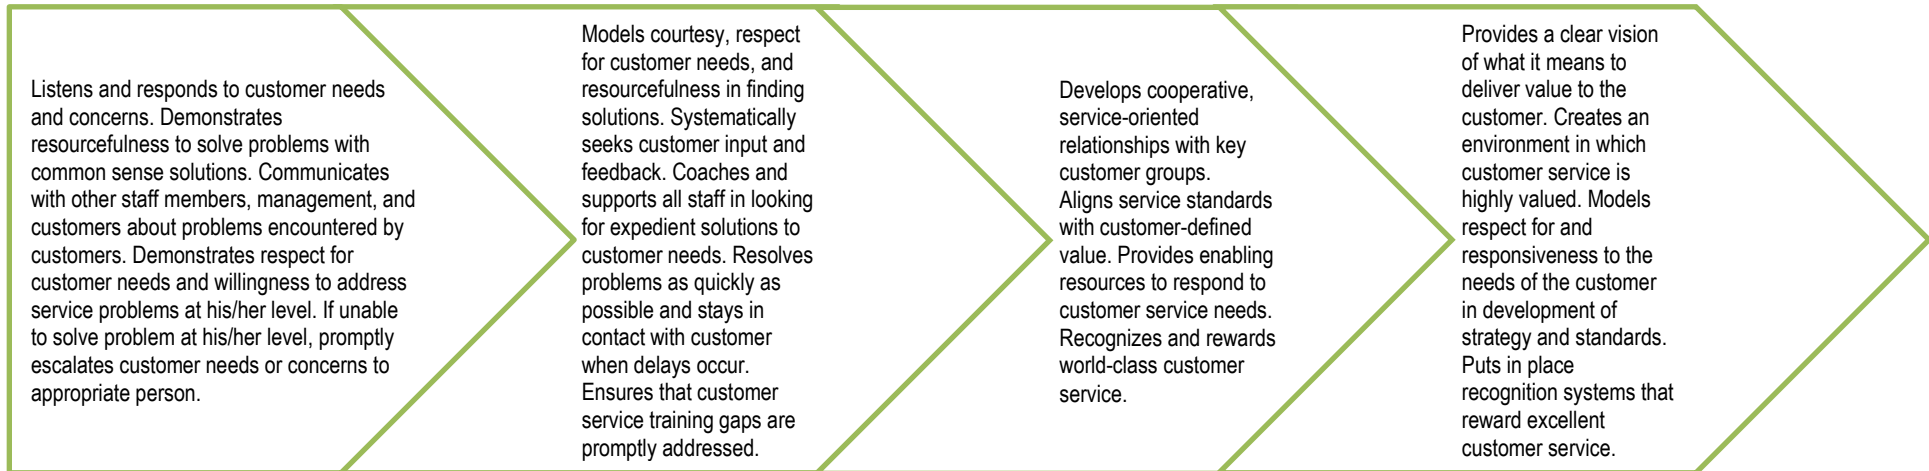 Listens and responds to customer needs
and concerns. Demonstrates
resourcefulness to solve problems with
common sense solutions. Communicates
with other staff members, management, and
customers about problems encountered by
customers. Demonstrates respect for
customer needs and willingness to address
service problems at his/her level. If unable
to solve problem at his/her level, promptly
escalates customer needs or concerns to
appropriate person.
Models courtesy, respect
for customer needs, and
resourcefulness in finding
solutions. Systematically
seeks customer input and
feedback. Coaches and
supports all staff in looking
for expedient solutions to
customer needs. Resolves
problems as quickly as
possible and stays in
contact with customer
when delays occur.
Ensures that customer
service training gaps are
promptly addressed.
Develops cooperative,
service-oriented
relationships with key
customer groups.
Aligns service standards
with customer-defined
value. Provides enabling
resources to respond to
customer service needs.
Recognizes and rewards
world-class customer
service.
Provides a clear vision
of what it means to
deliver value to the
customer. Creates an
environment in which
customer service is
highly valued. Models
respect for and
responsiveness to the
needs of the customer
in development of
strategy and standards.
Puts in place
recognition systems that
reward excellent
customer service.